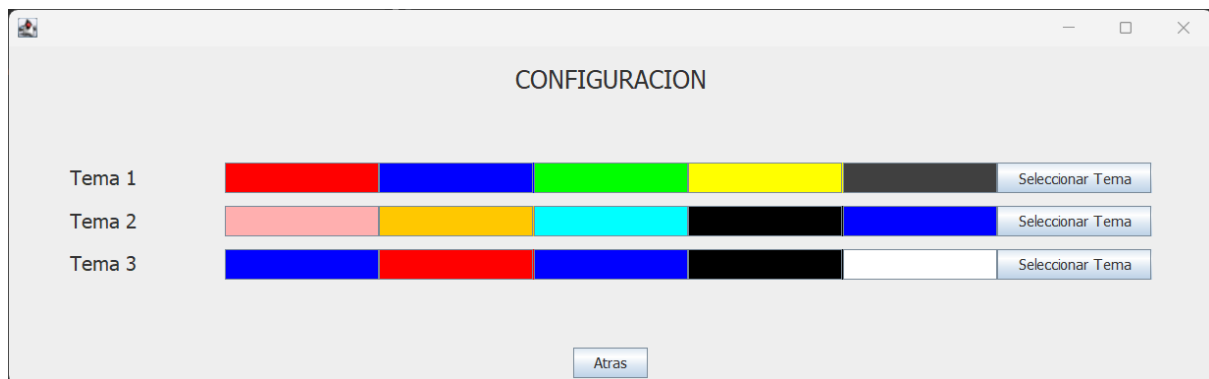 CONFIGURACION
Tema 1 Seleccionar Tema
Tema 2 Seleccionar Tema
Tema 3 Seleccionar Tema
Atras